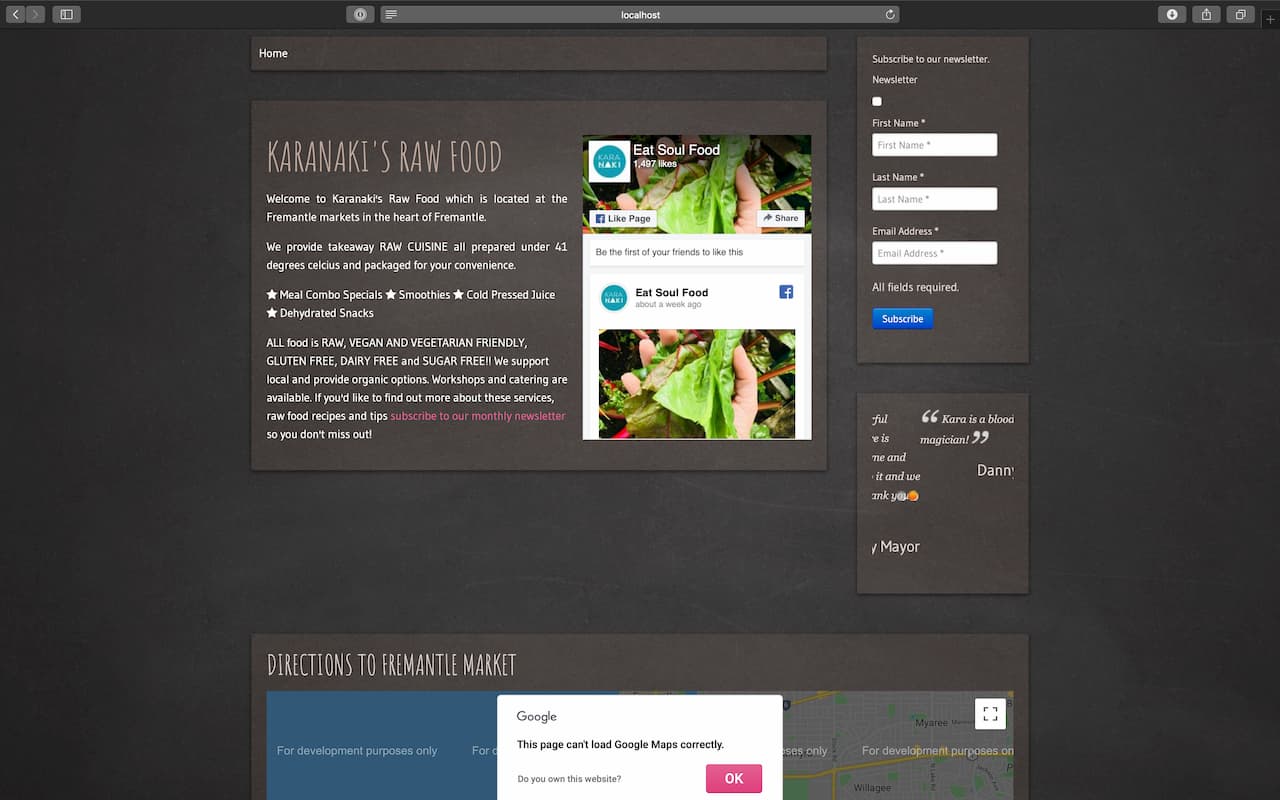 localhost
Home
KARANAKI'S RAW FOOD
Welcome to Karanaki's Raw Food which is located at the
Fremantle markets in the heart of Fremantle.
We provide takeaway RAW CUISINE all prepared under 41
degrees celcius and packaged for your convenience.
★ Meal Combo Specials ★ Smoothies ★ Cold Pressed Juice
★ Dehydrated Snacks
ALL food is RAW, VEGAN AND VEGETARIAN FRIENDLY,
GLUTEN FREE, DAIRY FREE and SUGAR FREE!! We support
local and provide organic options. Workshops and catering are
available. If you'd like to find out more about these services,
raw food recipes and tips subscribe to our monthly newsletter
so you don't miss out!
KARA
NAKI
Eat Soul Food
1,497 likes
Like Page
Share
Be the first of your friends to like this
KARA
NAKI
Eat Soul Food
about a week ago
Subscribe to our newsletter.
Newsletter
First Name *
First Name *
Last Name *
Last Name *
Email Address *
Email Address *
All fields required.
Subscribe
is
and
it and we
Mayor
“ Kara is a blood
magician! ”
Danny
DIRECTIONS TO FREMANTLE MARKET
For development purposes only
For d
ses only
For development purposes on
Myaree
Willagee
Google
This page can't load Google Maps correctly.
Do you own this website?
OK